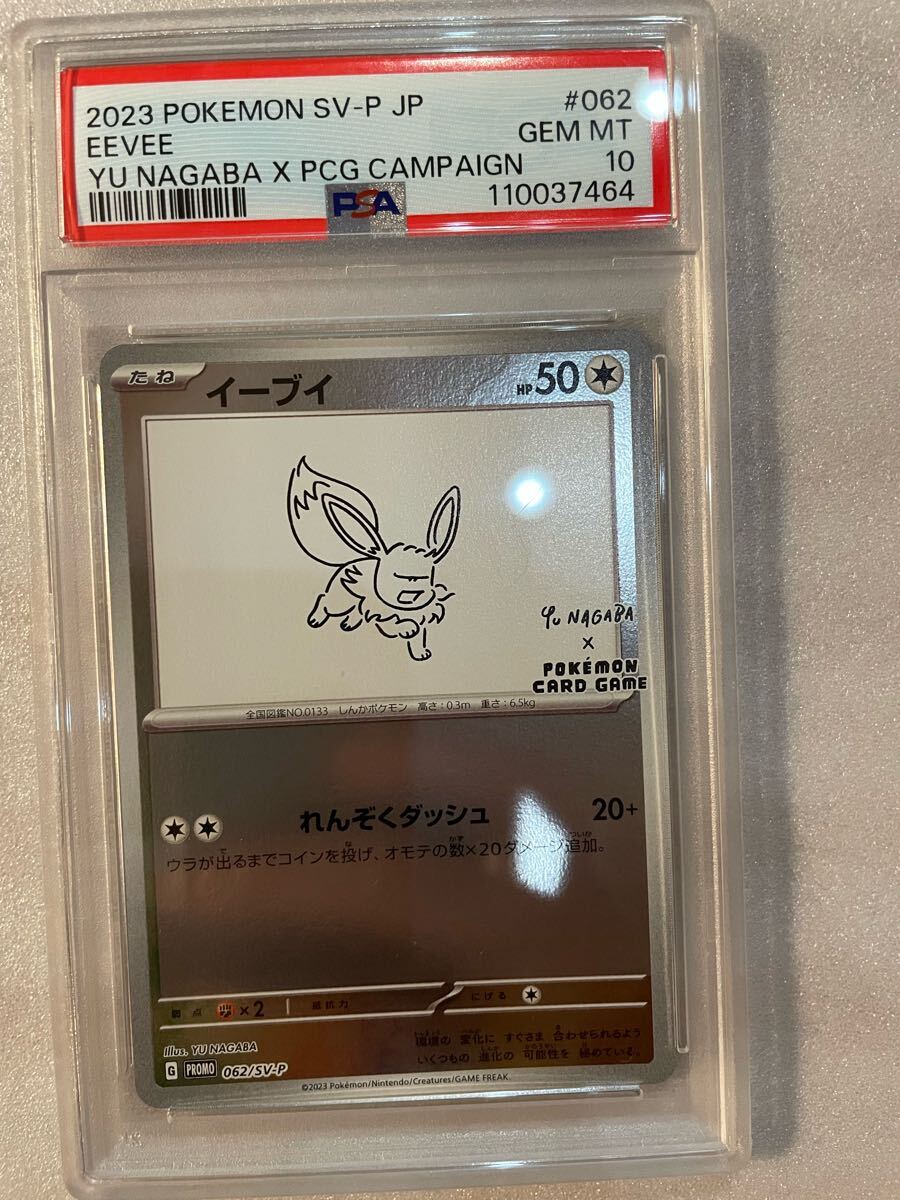 2023 POKEMON SV-P JP #062
EEVEE GEM MT
YU NAGABA X PCG CAMPAIGN 10
PSA 110037464
たね イーブイ HP50
Yu NAGABA
X
POKÉMON
CARD GAME
全国図鑑NO.0133 しんかポケモン 高さ:0.3m 重さ:6.5kg
れんぞくダッシュ 20+
ウラが出るまでコインを投げ、オモテの数×20ダメージ追加。
弱点 ×2 抵抗力 にげる
環境の 変化に すぐさま 合わせられるよう
いくつもの 進化の 可能性を 秘めている。
Illus. YU NAGABA
G PROMO 062/SV-P
©2023 Pokémon/Nintendo/Creatures/GAME FREAK.